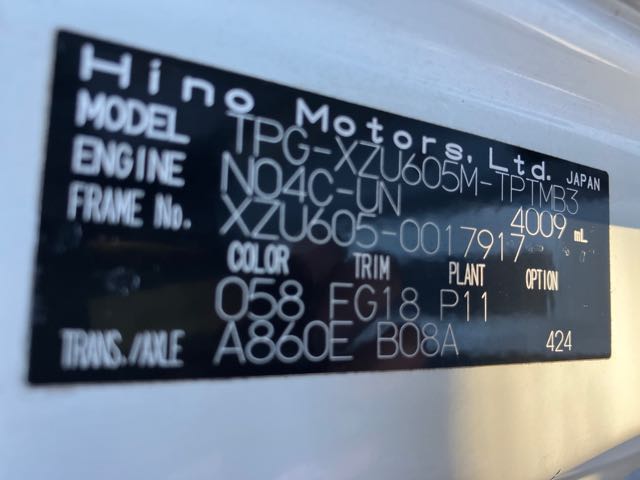 Hino Motors, Ltd. JAPAN
MODEL TPG-XZU605M-TPTMB3
ENGINE N04C-UN 4009 mL
FRAME No. XZU605-0017917
COLOR TRIM PLANT OPTION
058 FG18 P11
TRANS./AXLE A860E B08A 424